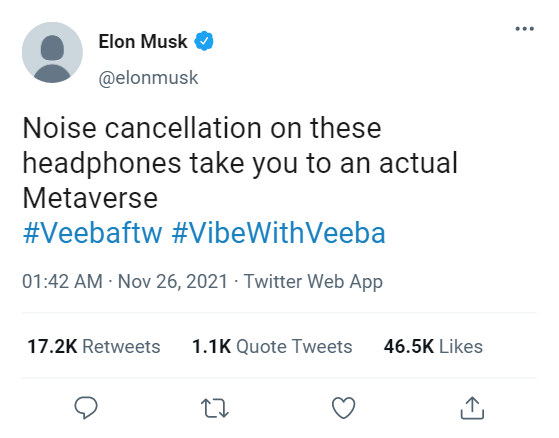 Elon Musk
@elonmusk
Noise cancellation on these
headphones take you to an actual
Metaverse
#Veebaftw #VibeWithVeeba
01:42 AM · Nov 26, 2021 · Twitter Web App
17.2K Retweets 1.1K Quote Tweets 46.5K Likes